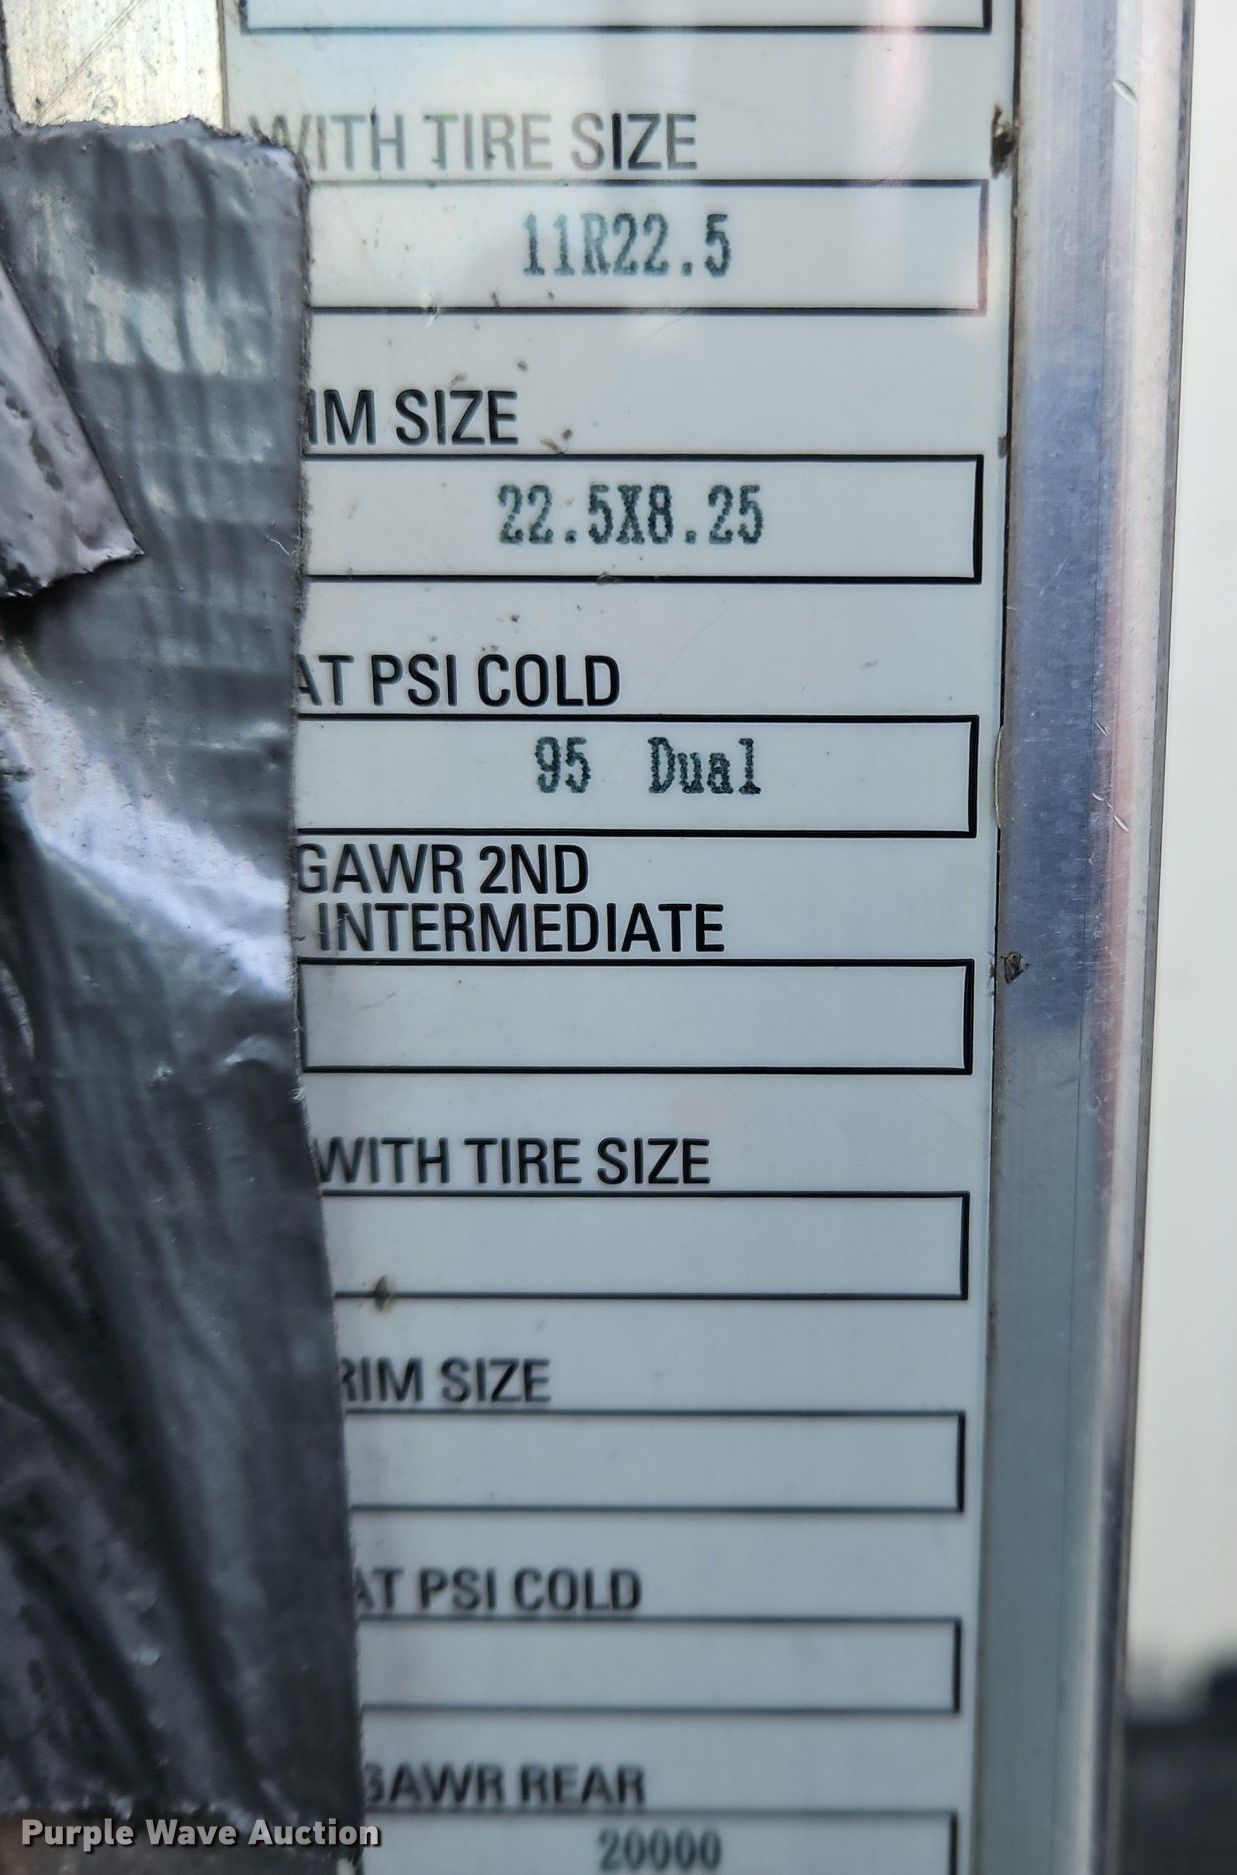 WITH TIRE SIZE
11R22.5
IM SIZE
22.5X8.25
AT PSI COLD
95 Dual
GAWR 2ND
INTERMEDIATE
WITH TIRE SIZE
RIM SIZE
AT PSI COLD
GAWR REAR
20000
Purple Wave Auction